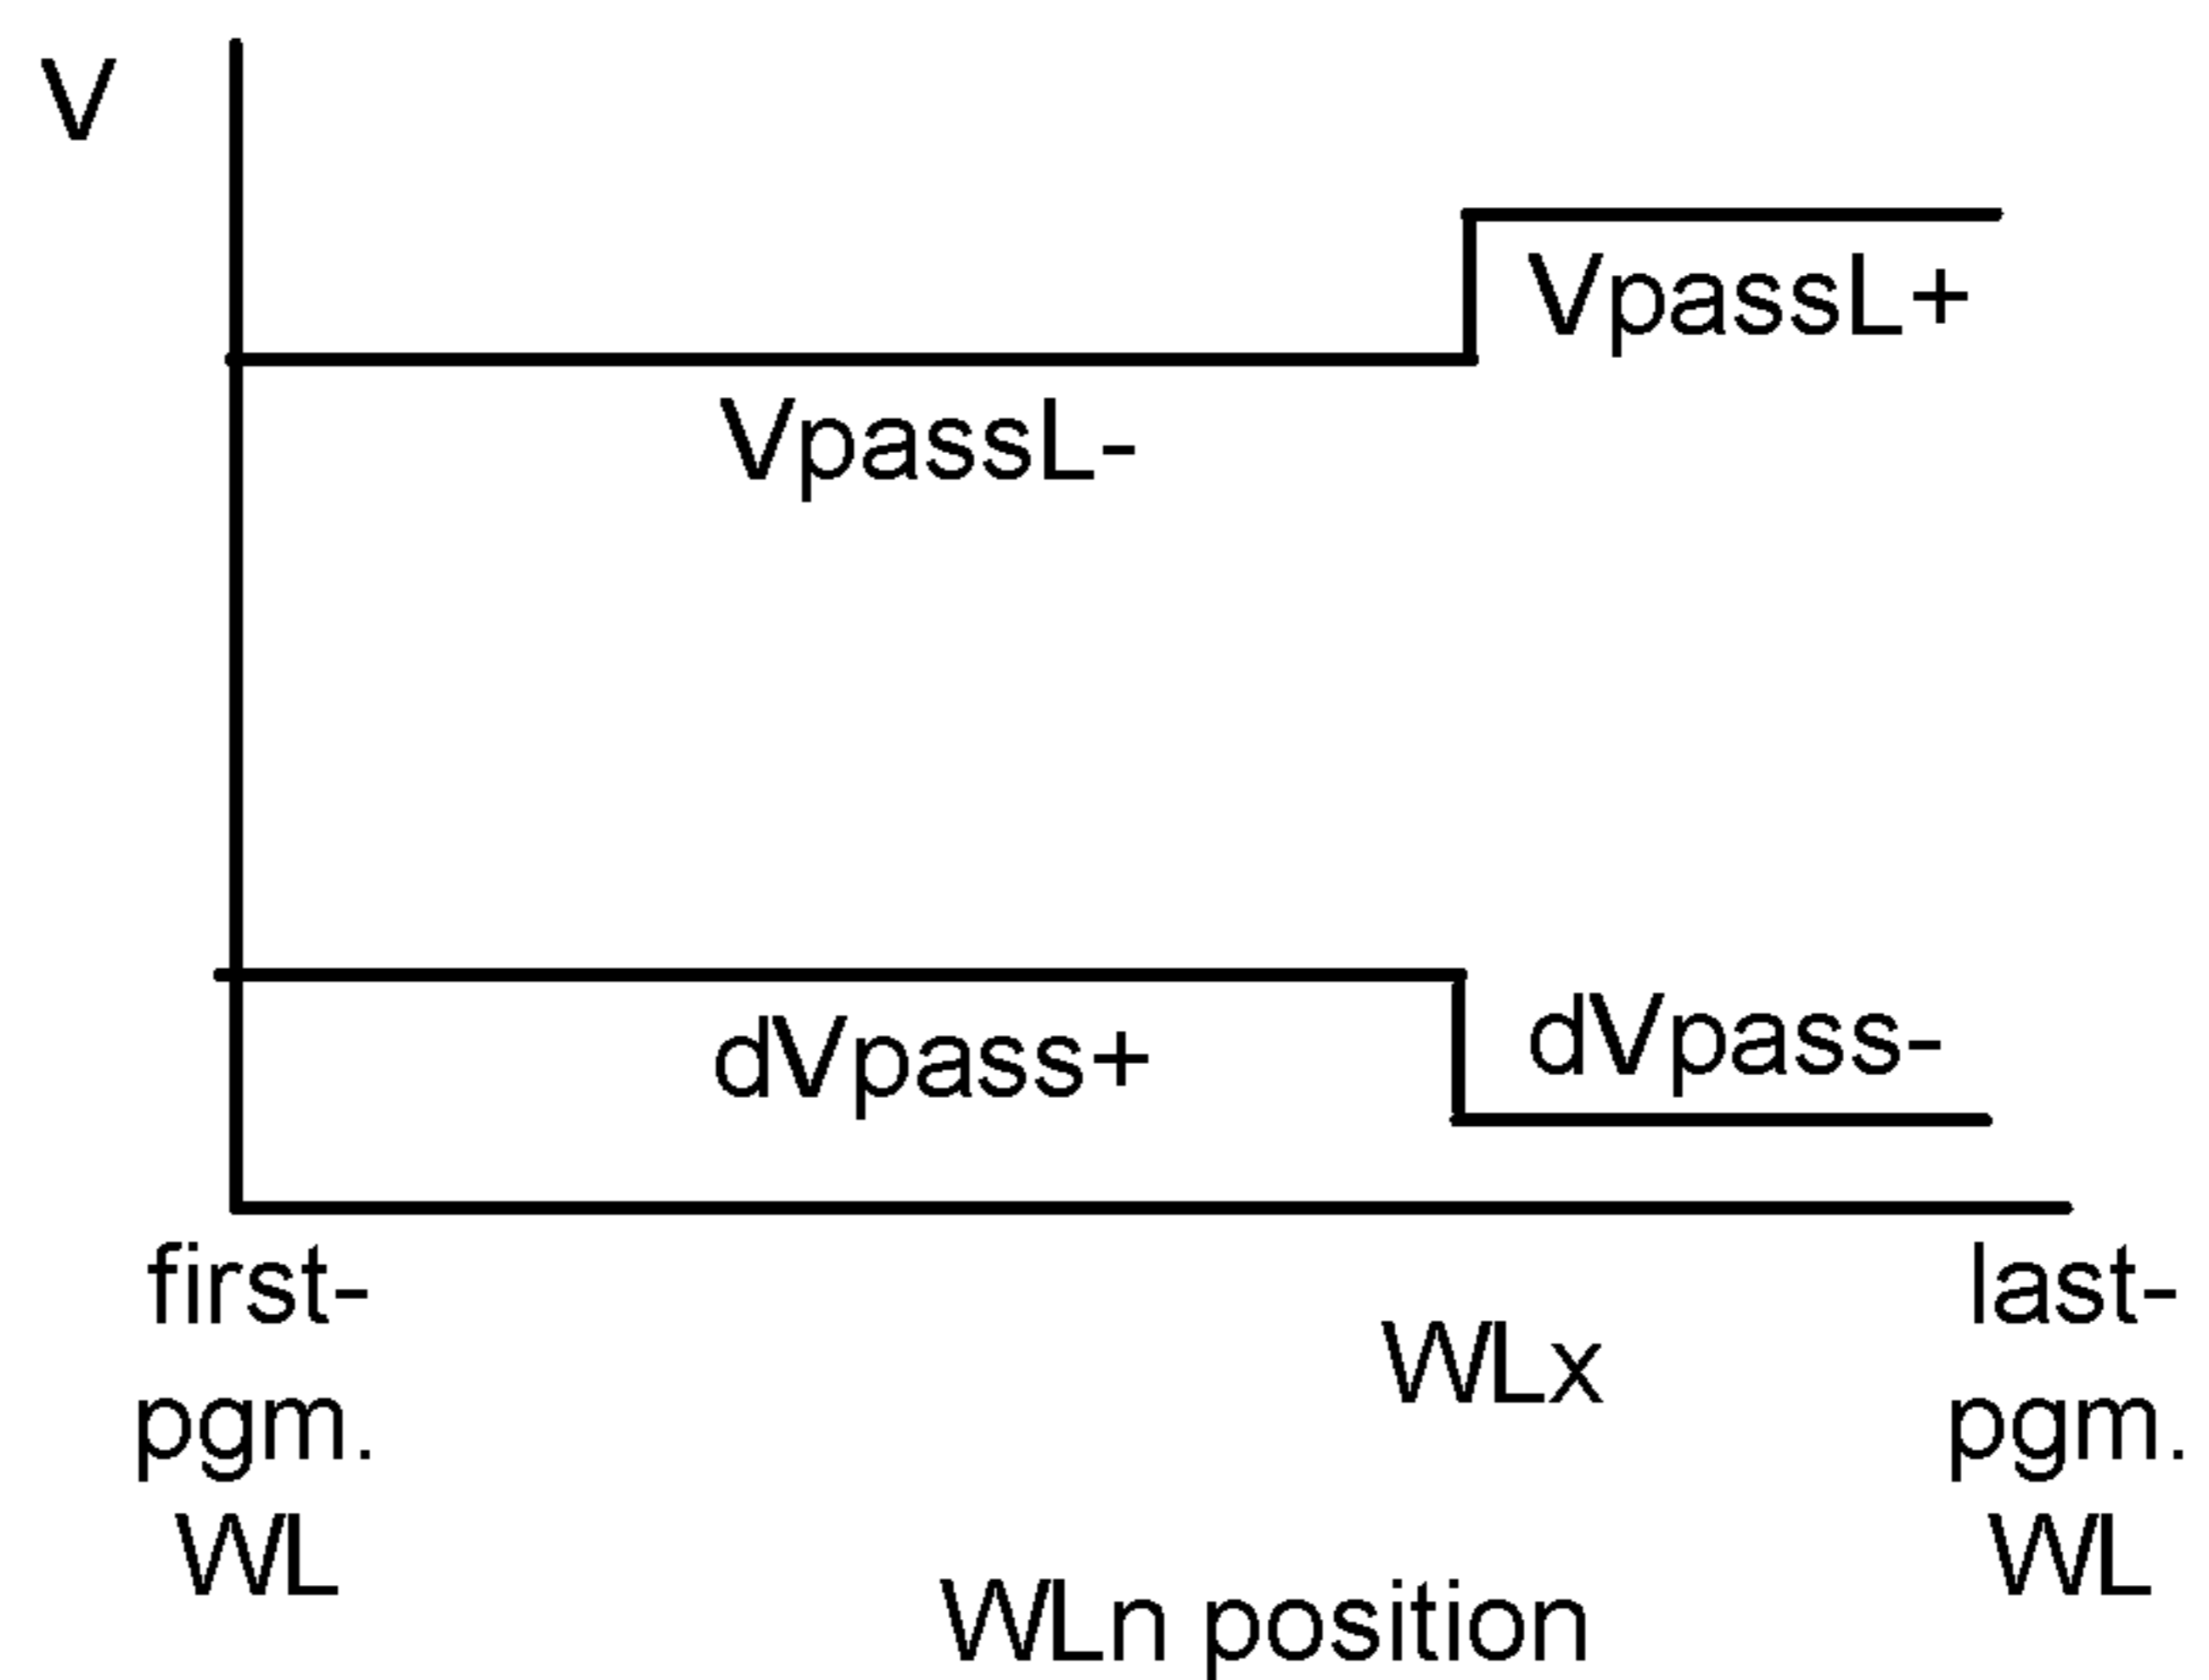 V
VpassL+
VpassL-
dVpass+
dVpass-
first-
pgm.
WL
WLx
last-
pgm.
WL
WLn position